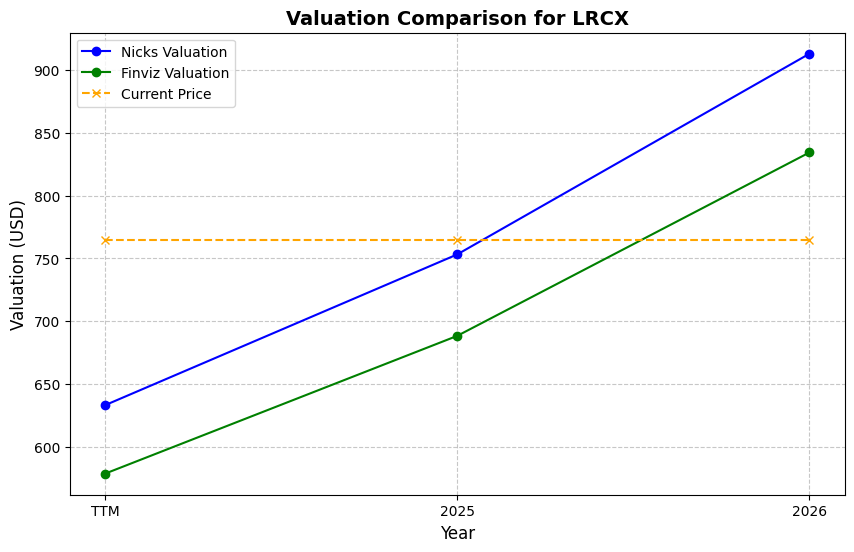 Valuation Comparison for LRCX
Nicks Valuation
Finviz Valuation
Current Price
900
850
800
750
700
650
600
Valuation (USD)
TTM
2025
2026
Year